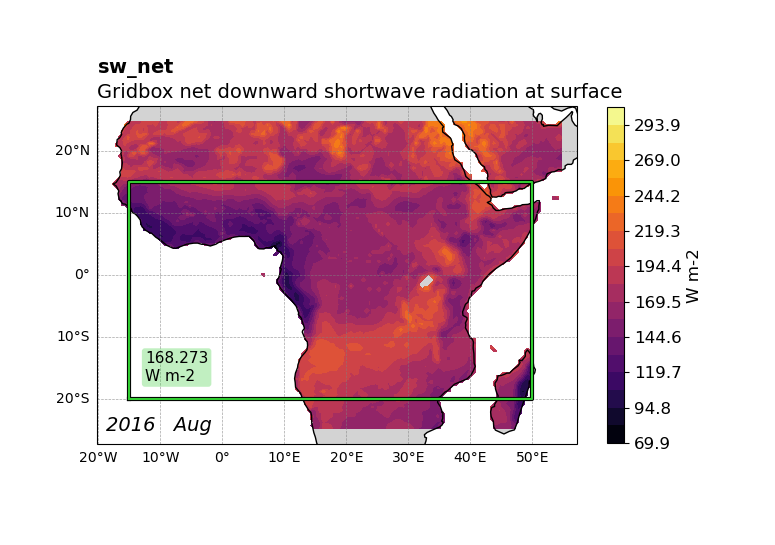 sw_net
Gridbox net downward shortwave radiation at surface
20°N
10°N
0°
10°S
20°S
168.273
W m-2
2016 Aug
20°W 10°W 0° 10°E 20°E 30°E 40°E 50°E
293.9
269.0
244.2
219.3
194.4
169.5
144.6
119.7
94.8
69.9
W m-2